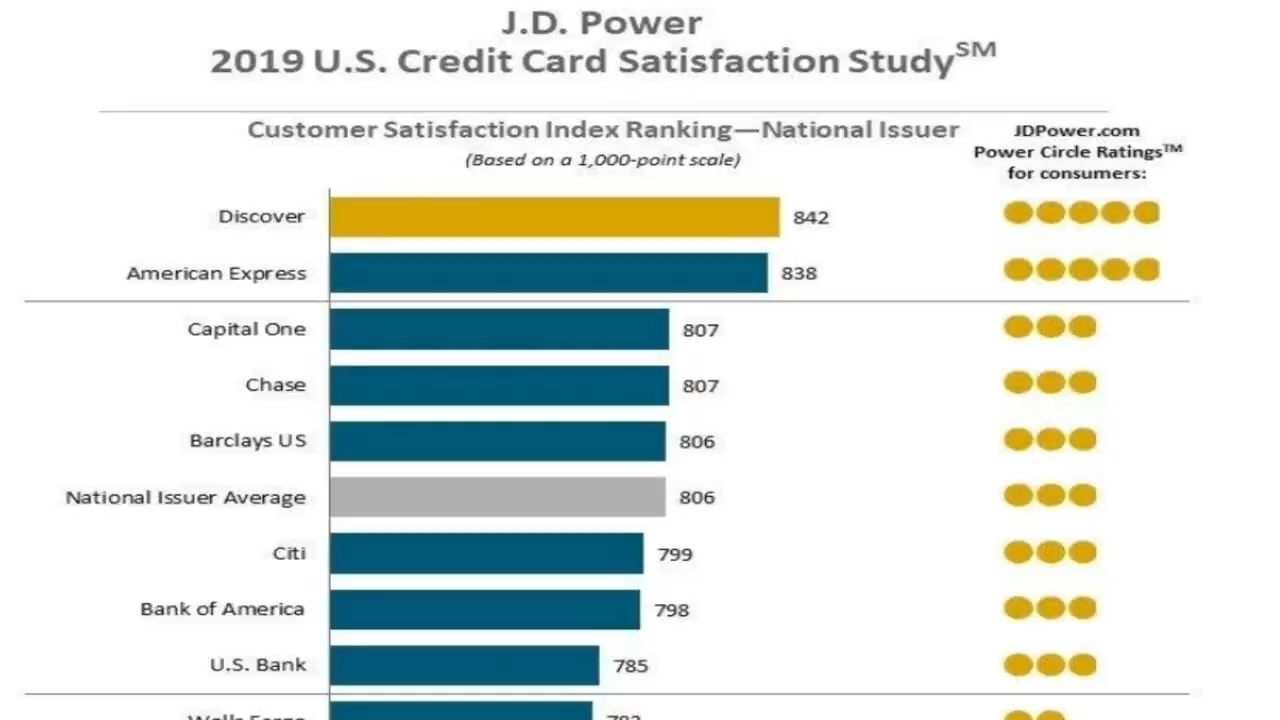 J.D. Power
2019 U.S. Credit Card Satisfaction Study℠
Customer Satisfaction Index Ranking—National Issuer
(Based on a 1,000-point scale)
JDPower.com
Power Circle Ratings™
for consumers:
Discover 842
American Express 838
Capital One 807
Chase 807
Barclays US 806
National Issuer Average 806
Citi 799
Bank of America 798
U.S. Bank 785
Wells Fargo